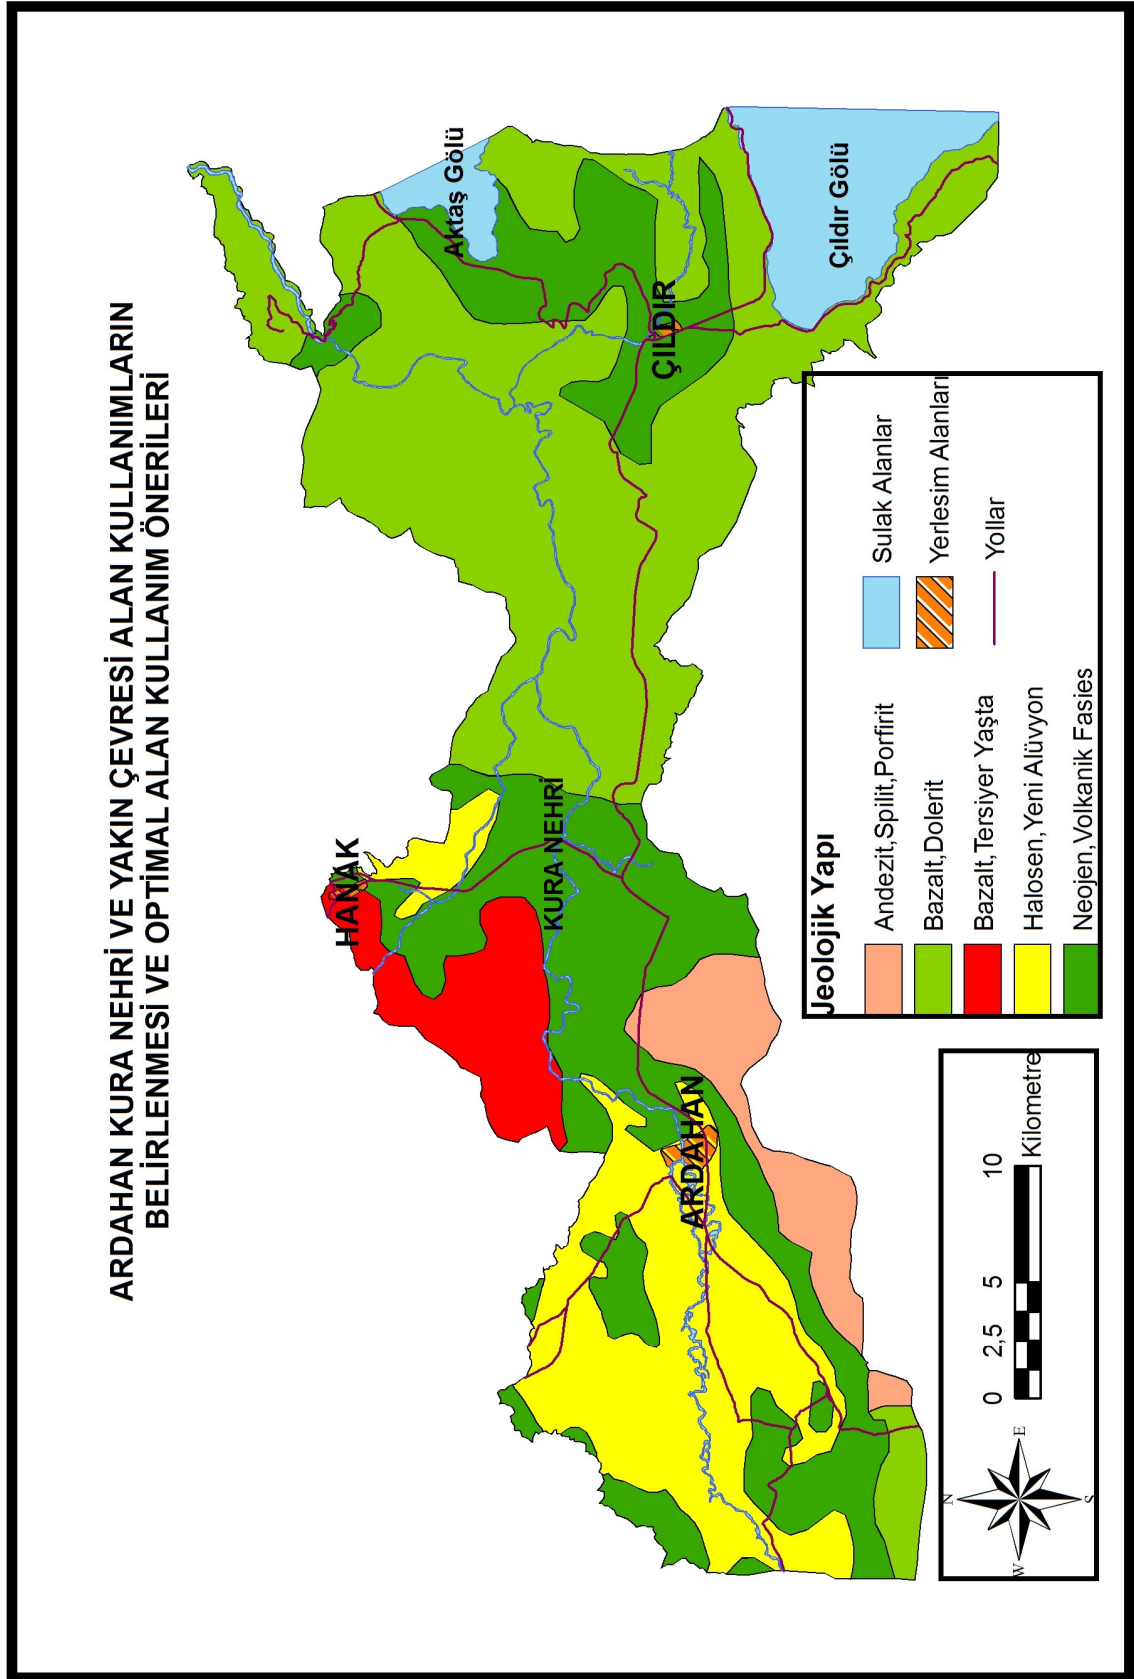 ARDAHAN KURA NEHRİ VE YAKIN ÇEVRESİ ALAN KULLANIMLARIN
BELİRLENMESİ VE OPTİMAL ALAN KULLANIM ÖNERİLERİ
HANAK
Aktaş Gölü
KURA NEHRİ
ÇILDIR
ARDAHAN
Çıldır Gölü
N
W
E
S
0 2,5 5 10
Kilometre
Jeolojik Yapı
Andezit,Spilit,Porfirit
Bazalt,Dolerit
Bazalt,Tersiyer Yaşta
Halosen,Yeni Alüvyon
Neojen,Volkanik Fasies
Sulak Alanlar
Yerlesim Alanları
Yollar